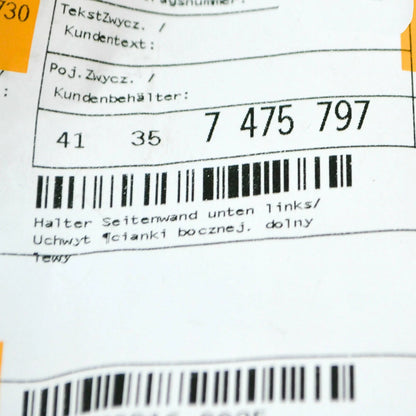 730
TekstZwycz. /
Kundentext:
Poj.Zwycz. /
Kundenbehälter:
:
41 35 7 475 797
Halter Seitenwand unten links/
Uchwyt ¶cianki bocznej. dolny
lewy